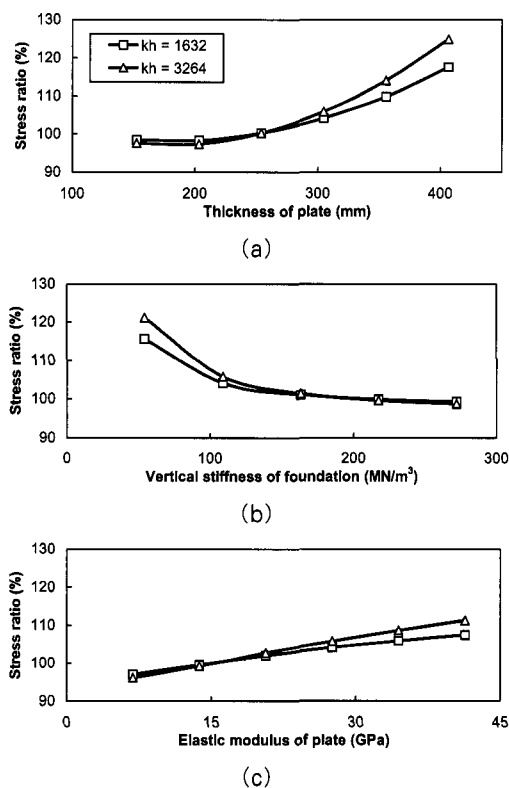 130
kh = 1632
kh = 3264
120
110
100
90
Stress ratio (%)
100 200 300 400
Thickness of plate (mm)
(a)
130
120
110
100
90
Stress ratio (%)
0 100 200 300
Vertical stiffness of foundation (MN/m³)
(b)
130
120
110
100
90
Stress ratio (%)
0 15 30 45
Elastic modulus of plate (GPa)
(c)